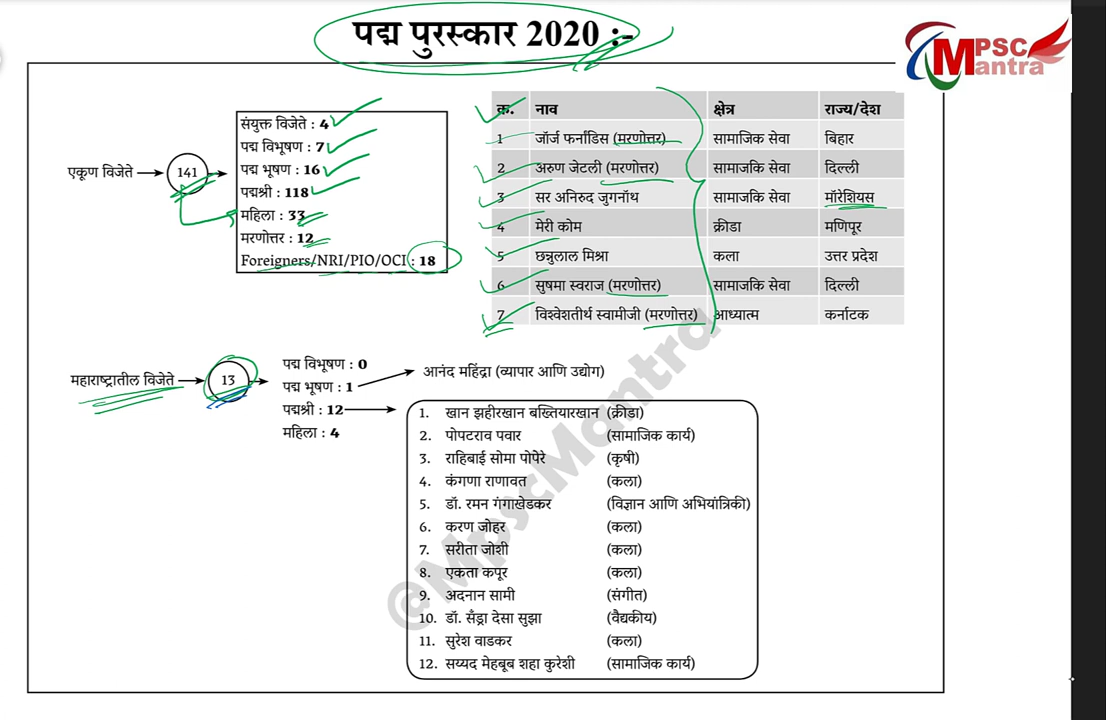 पद्म पुरस्कार 2020 :-
MPSC
Mantra
एकूण विजेते
141
संयुक्त विजेते : 4
पद्म विभूषण : 7
पद्म भूषण : 16
पद्मश्री : 118
महिला : 33
मरणोत्तर : 12
Foreigners/NRI/PIO/OCI : 18
क्र. नाव क्षेत्र राज्य/देश
1 जॉर्ज फर्नांडिस (मरणोत्तर) सामाजिक सेवा बिहार
2 अरुण जेटली (मरणोत्तर) सामाजकि सेवा दिल्ली
3 सर अनिरुद जुगनॉथ सामाजकि सेवा मॉरेशियस
4 मेरी कोम क्रीडा मणिपूर
5 छन्नुलाल मिश्रा कला उत्तर प्रदेश
6 सुषमा स्वराज (मरणोत्तर) सामाजकि सेवा दिल्ली
7 विश्वेशतीर्थ स्वामीजी (मरणोत्तर) आध्यात्म कर्नाटक
महाराष्ट्रातील विजेते
13
पद्म विभूषण : 0
पद्म भूषण : 1
आनंद महिंद्रा (व्यापार आणि उद्योग)
पद्मश्री : 12
महिला : 4
1. खान झहीरखान बख्तियारखान (क्रीडा)
2. पोपटराव पवार (सामाजिक कार्य)
3. राहिबाई सोमा पोपेरे (कृषी)
4. कंगणा राणावत (कला)
5. डॉ. रमन गंगाखेडकर (विज्ञान आणि अभियांत्रिकी)
6. करण जोहर (कला)
7. सरीता जोशी (कला)
8. एकता कपूर (कला)
9. अदनान सामी (संगीत)
10. डॉ. सँड्रा देसा सुझा (वैद्यकीय)
11. सुरेश वाडकर (कला)
12. सय्यद मेहबूब शहा कुरेशी (सामाजिक कार्य)
@MpscMantra